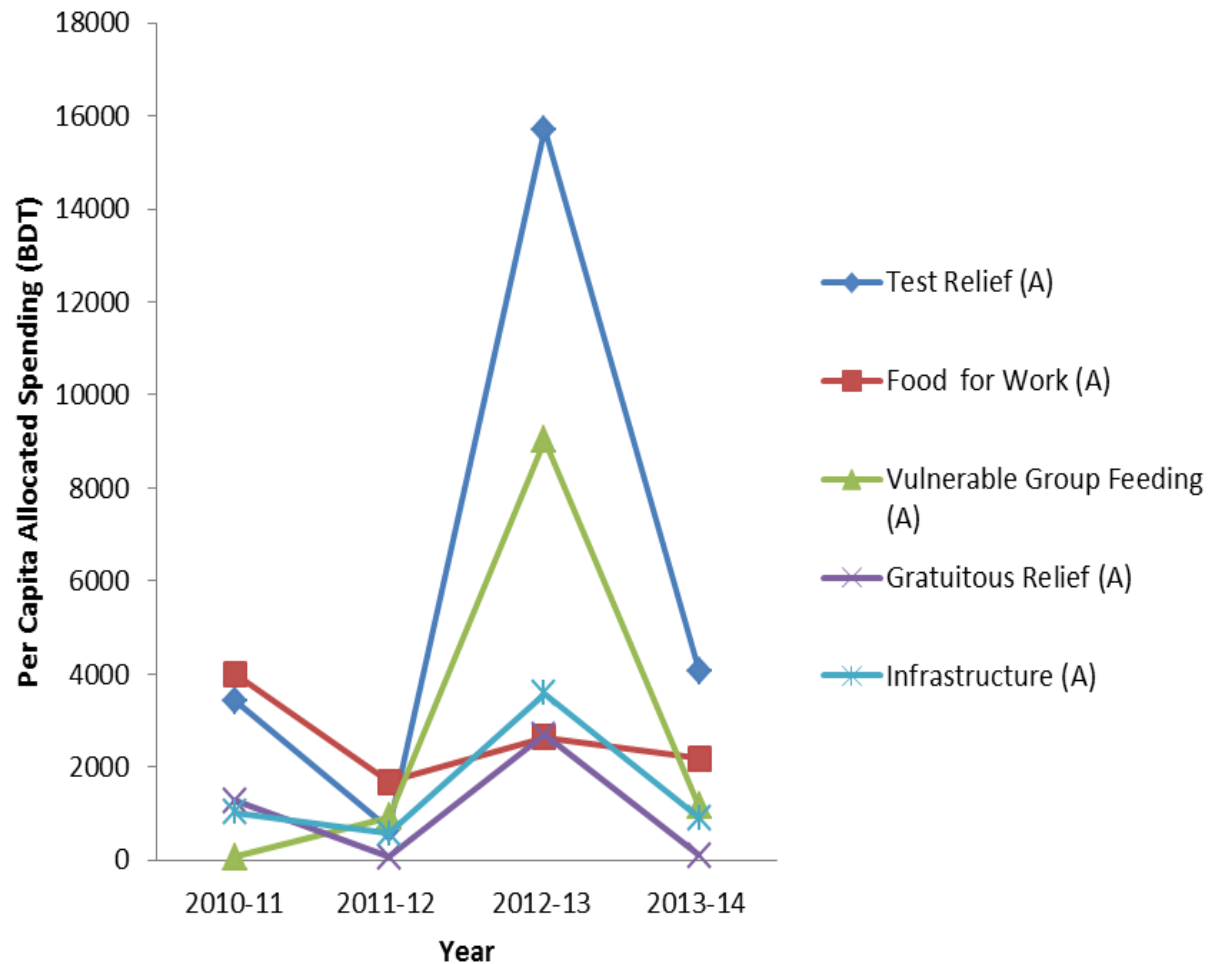 18000
16000
14000
12000
10000
8000
6000
4000
2000
0
Per Capita Allocated Spending (BDT)
2010-11 2011-12 2012-13 2013-14
Year
Test Relief (A)
Food for Work (A)
Vulnerable Group Feeding
(A)
Gratuitous Relief (A)
Infrastructure (A)